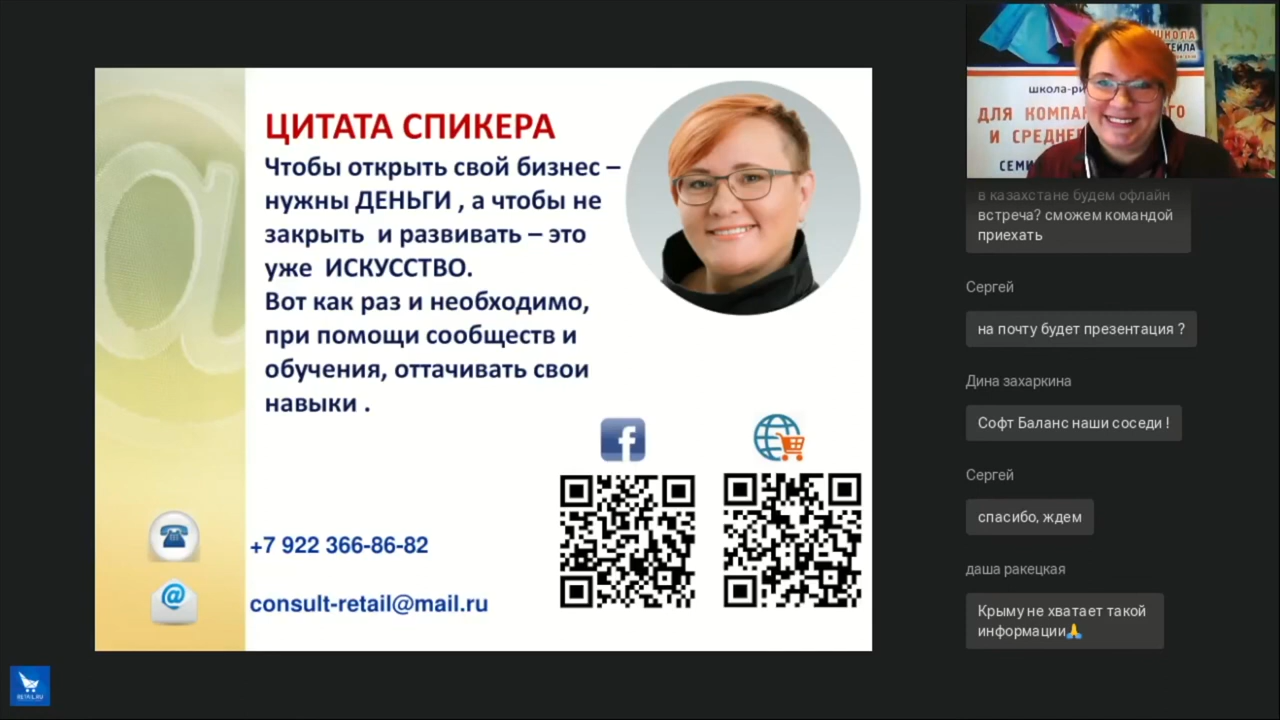 ЦИТАТА СПИКЕРА
Чтобы открыть свой бизнес –
нужны ДЕНЬГИ , а чтобы не
закрыть и развивать – это
уже ИСКУССТВО.
Вот как раз и необходимо,
при помощи сообществ и
обучения, оттачивать свои
навыки .
+7 922 366-86-82
consult-retail@mail.ru
RETAIL.RU
ШКОЛА
ДЛЯ
И
в казахстане будем офлайн
встреча? сможем командой
приехать
Сергей
на почту будет презентация ?
Дина захаркина
Софт Баланс наши соседи !
Сергей
спасибо, ждем
даша ракецкая
Крыму не хватает такой
информации🙏